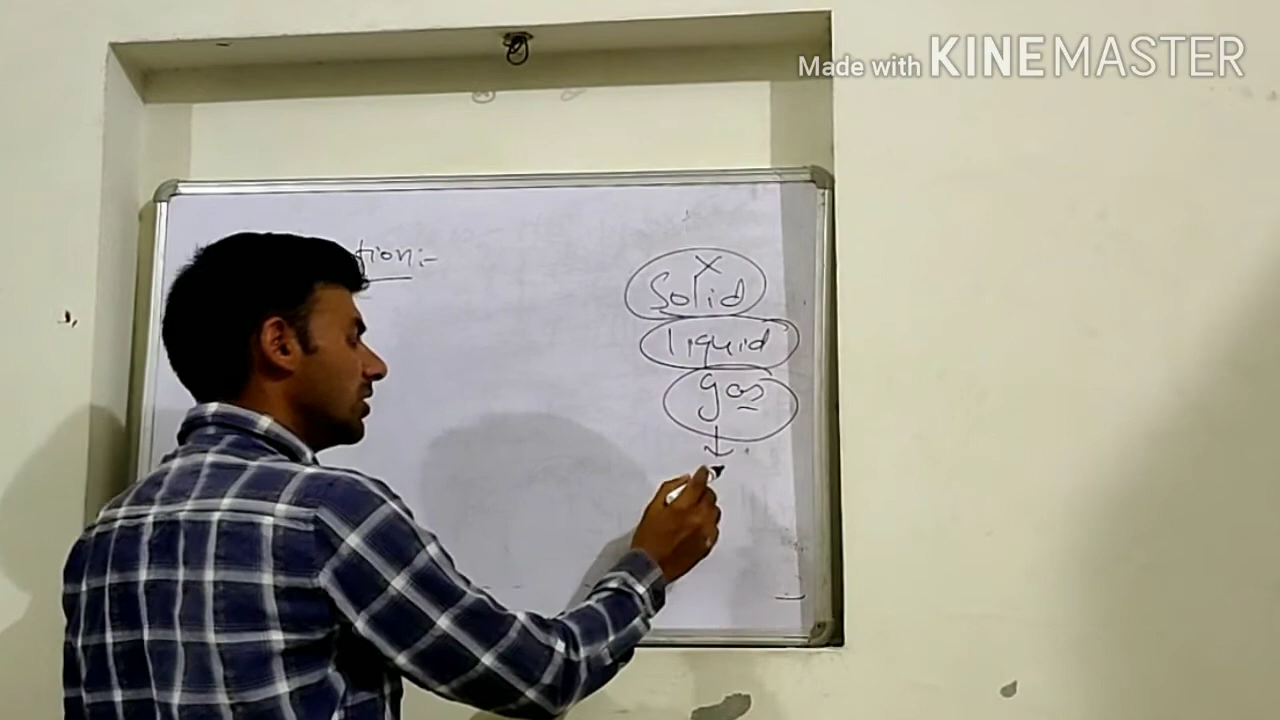 Made with KINEMASTER
tion:-
X
Solid
liquid
gas